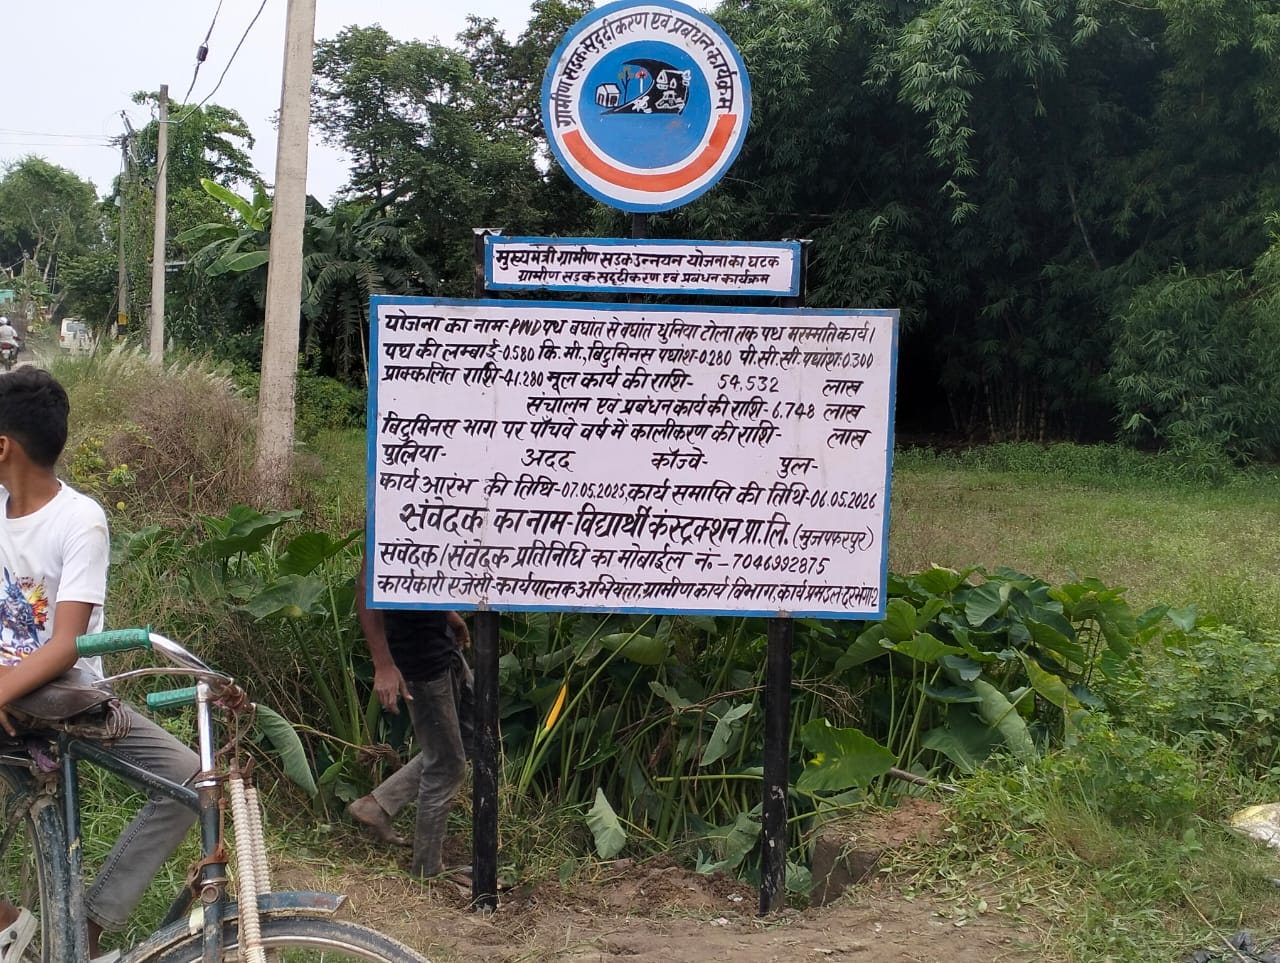 ग्रामीण सड़क सुदृढ़ीकरण एवं प्रबंधन कार्यक्रम
मुख्यमंत्री ग्रामीण सड़क उन्नयन योजना का घटक
ग्रामीण सड़क सुदृढ़ीकरण एवं प्रबंधन कार्यक्रम
योजना का नाम-PWD पथ बघांत से बघांत धुनिया टोला तक पथ मरम्मति कार्य।
पथ की लम्बाई-0.580 कि.मी., बिटुमिनस पथांश-0.280 पी.सी.सी. पथांश:0.300
प्राक्कलित राशि-41.280 मूल कार्य की राशि- 54.532 लाख
संचालन एवं प्रबंधन कार्य की राशि-6.748 लाख
बिटुमिनस भाग पर पाँचवे वर्ष में कालीकरण की राशि- लाख
पुलिया- अदद कॉज्वे- पुल-
कार्य आरंभ की तिथि-07.05.2025, कार्य समाप्ति की तिथि-06.05.2026
संवेदक का नाम-विद्यार्थी कंस्ट्रक्शन प्रा.लि. (मुजफ्फरपुर)
संवेदक/संवेदक प्रतिनिधि का मोबाईल नं.-7046992875
कार्यकारी एजेंसी-कार्यपालक अभियंता, ग्रामीण कार्य विभाग, कार्य प्रमंडल दरभंगा-2